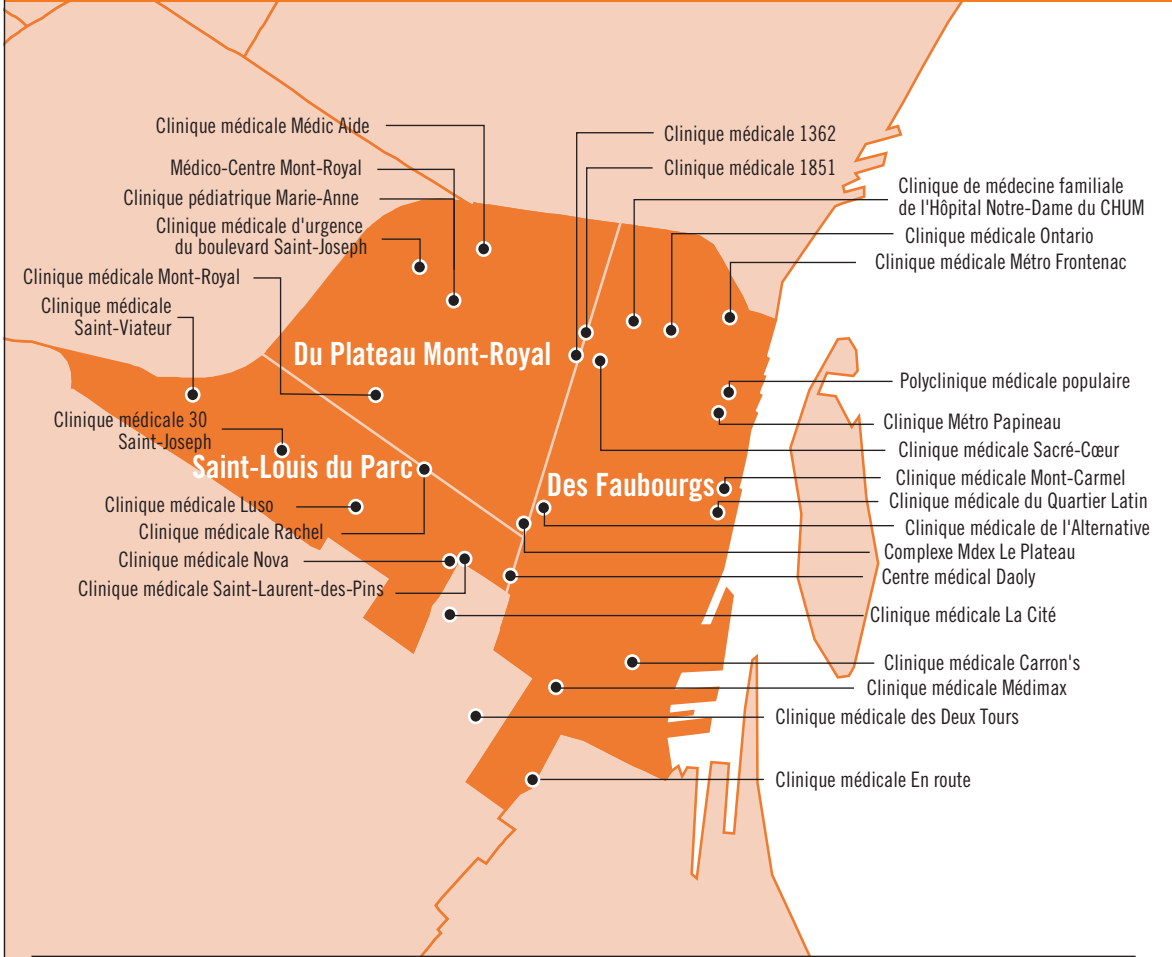 Clinique médicale Médic Aide
Médico-Centre Mont-Royal
Clinique pédiatrique Marie-Anne
Clinique médicale d'urgence
du boulevard Saint-Joseph
Clinique médicale Mont-Royal
Clinique médicale
Saint-Viateur
Clinique médicale 30
Saint-Joseph
Clinique médicale Luso
Clinique médicale Rachel
Clinique médicale Nova
Clinique médicale Saint-Laurent-des-Pins
Du Plateau Mont-Royal
Saint-Louis du Parc
Des Faubourgs
Clinique médicale 1362
Clinique médicale 1851
Clinique de médecine familiale
de l'Hôpital Notre-Dame du CHUM
Clinique médicale Ontario
Clinique médicale Métro Frontenac
Polyclinique médicale populaire
Clinique Métro Papineau
Clinique médicale Sacré-Cœur
Clinique médicale Mont-Carmel
Clinique médicale du Quartier Latin
Clinique médicale de l'Alternative
Complexe Mdex Le Plateau
Centre médical Daoly
Clinique médicale La Cité
Clinique médicale Carron's
Clinique médicale Médimax
Clinique médicale des Deux Tours
Clinique médicale En route